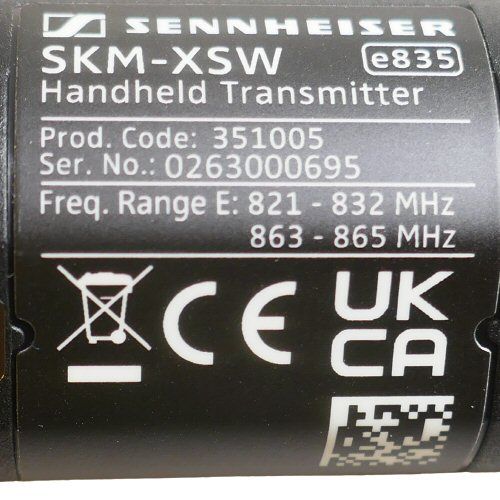 SENNHEISER
SKM-XSW e835
Handheld Transmitter
Prod. Code: 351005
Ser. No.: 0263000695
Freq. Range E: 821 - 832 MHz
863 - 865 MHz
CE
UK
CA